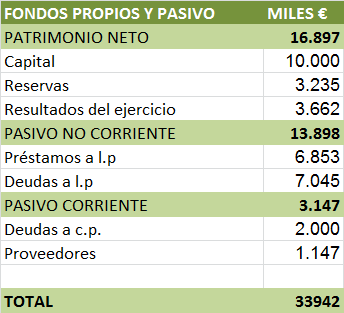 FONDOS PROPIOS Y PASIVO MILES €
PATRIMONIO NETO 16.897
Capital 10.000
Reservas 3.235
Resultados del ejercicio 3.662
PASIVO NO CORRIENTE 13.898
Préstamos a l.p 6.853
Deudas a l.p 7.045
PASIVO CORRIENTE 3.147
Deudas a c.p. 2.000
Proveedores 1.147
TOTAL 33942